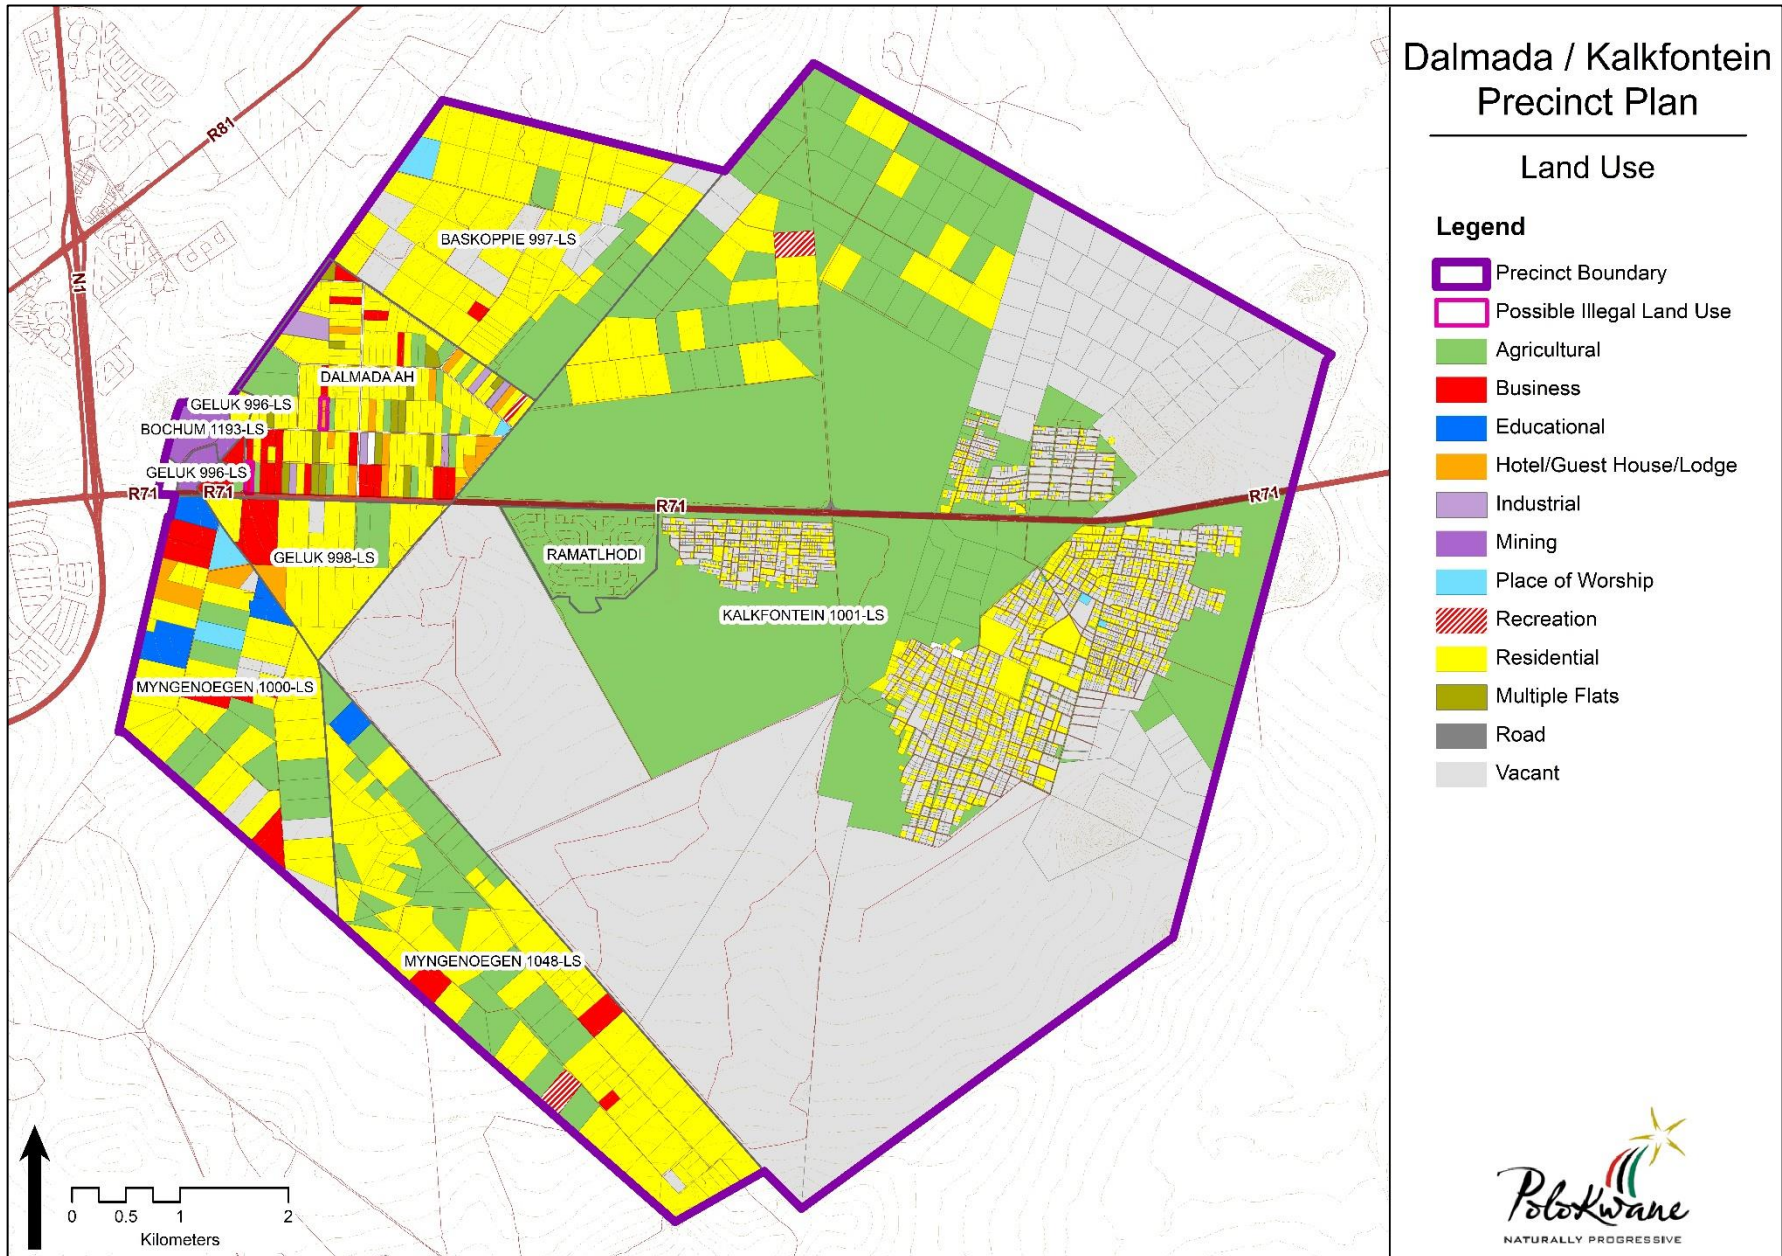 Dalmada / Kalkfontein
Precinct Plan
Land Use
Legend
Precinct Boundary
Possible Illegal Land Use
Agricultural
Business
Educational
Hotel/Guest House/Lodge
Industrial
Mining
Place of Worship
Recreation
Residential
Multiple Flats
Road
Vacant
R81
N1
BASKOPPIE 997-LS
DALMADA AH
GELUK 996-LS
BOCHUM 1193-LS
GELUK 996-LS
R71
R71
R71
R71
RAMATLHODI
GELUK 998-LS
KALKFONTEIN 1001-LS
MYNGENOEGEN 1000-LS
MYNGENOEGEN 1048-LS
0 0.5 1 2
Kilometers
Polokwane
NATURALLY PROGRESSIVE